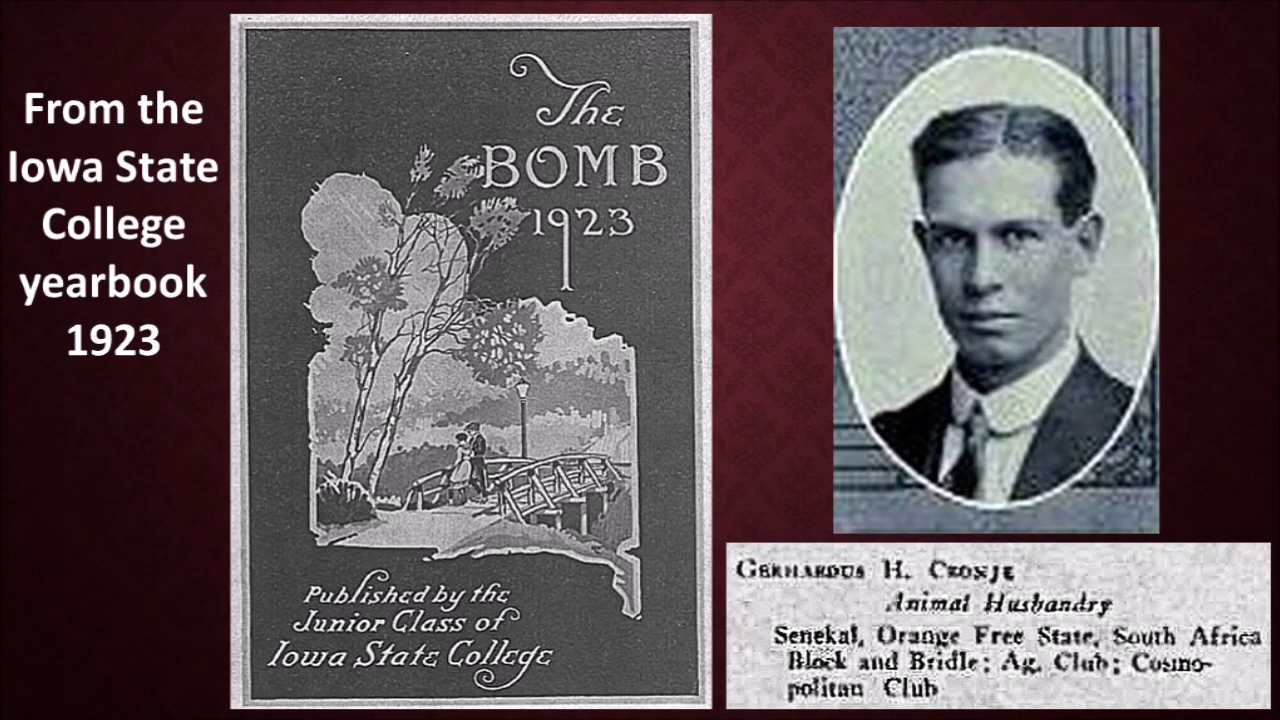 From the
Iowa State
College
yearbook
1923
The
BOMB
1923
Published by the
Junior Class of
Iowa State College
GERHARDUS H. CRONJE
Animal Husbandry
Senekal, Orange Free State, South Africa
Block and Bridle; Ag. Club; Cosmo-
politan Club